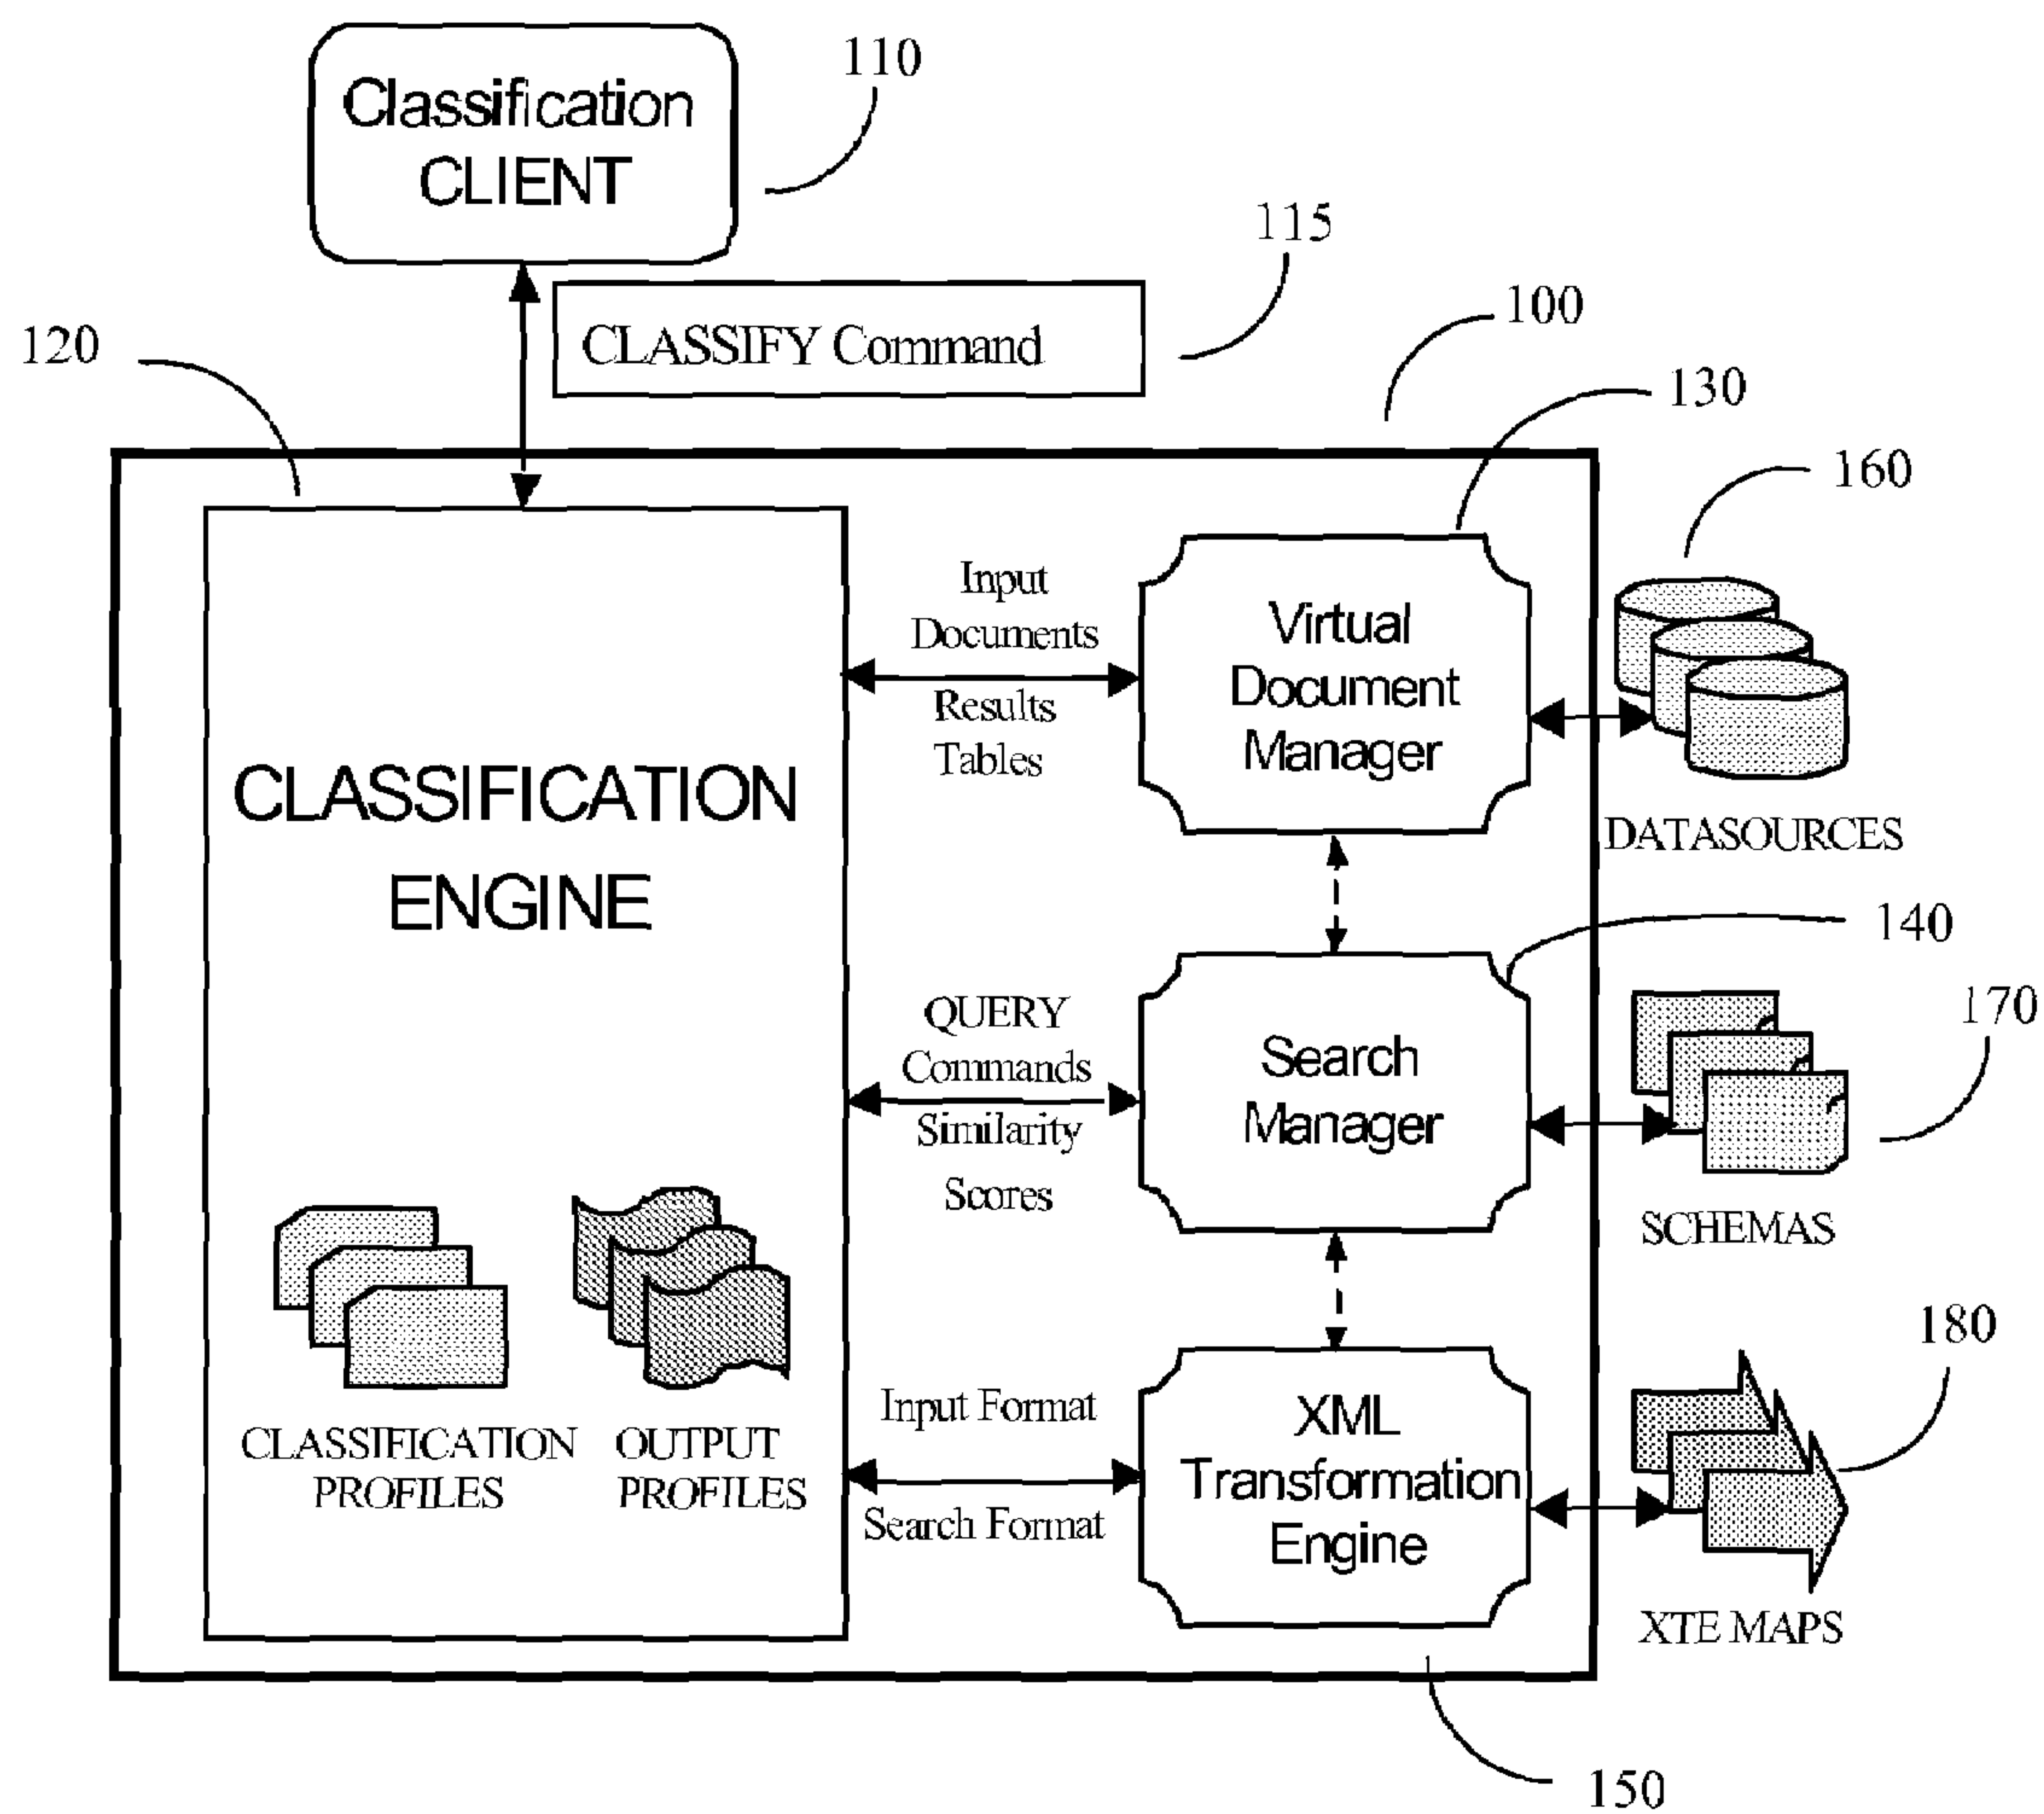 Classification
CLIENT
110
115
CLASSIFY Command
100
120
130
160
Input
Documents
Results
Tables
Virtual
Document
Manager
DATASOURCES
CLASSIFICATION
ENGINE
140
QUERY
Commands
Similarity
Scores
Search
Manager
170
SCHEMAS
CLASSIFICATION
PROFILES
OUTPUT
PROFILES
Input Format
Search Format
XML
Transformation
Engine
180
XTE MAPS
150